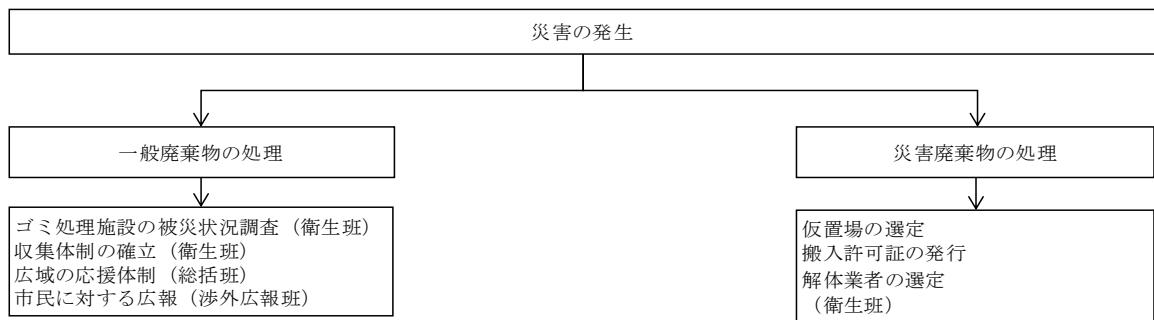 災害の発生
一般廃棄物の処理
災害廃棄物の処理
ゴミ処理施設の被災状況調査（衛生班）
収集体制の確立（衛生班）
広域の応援体制（総括班）
市民に対する広報（渉外広報班）
仮置場の選定
搬入許可証の発行
解体業者の選定
（衛生班）